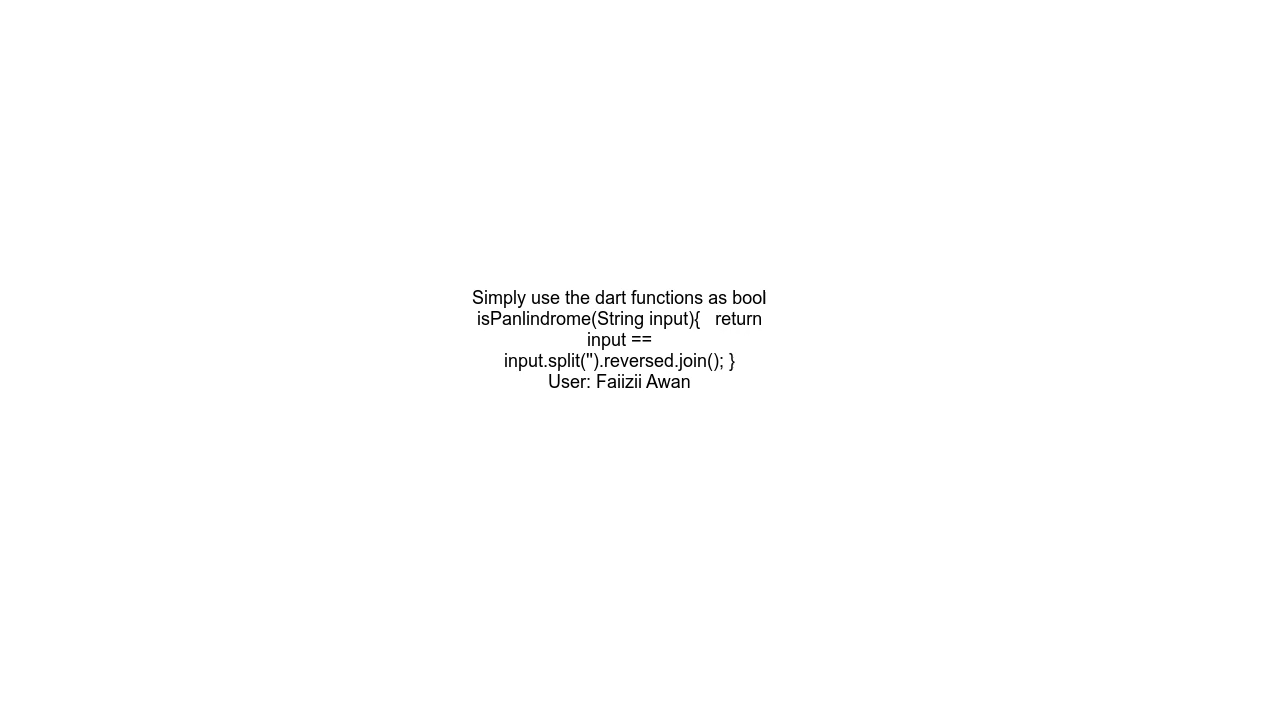 Simply use the dart functions as bool
isPanlindrome(String input){   return
input ==
input.split('').reversed.join(); }
User: Faiizii Awan